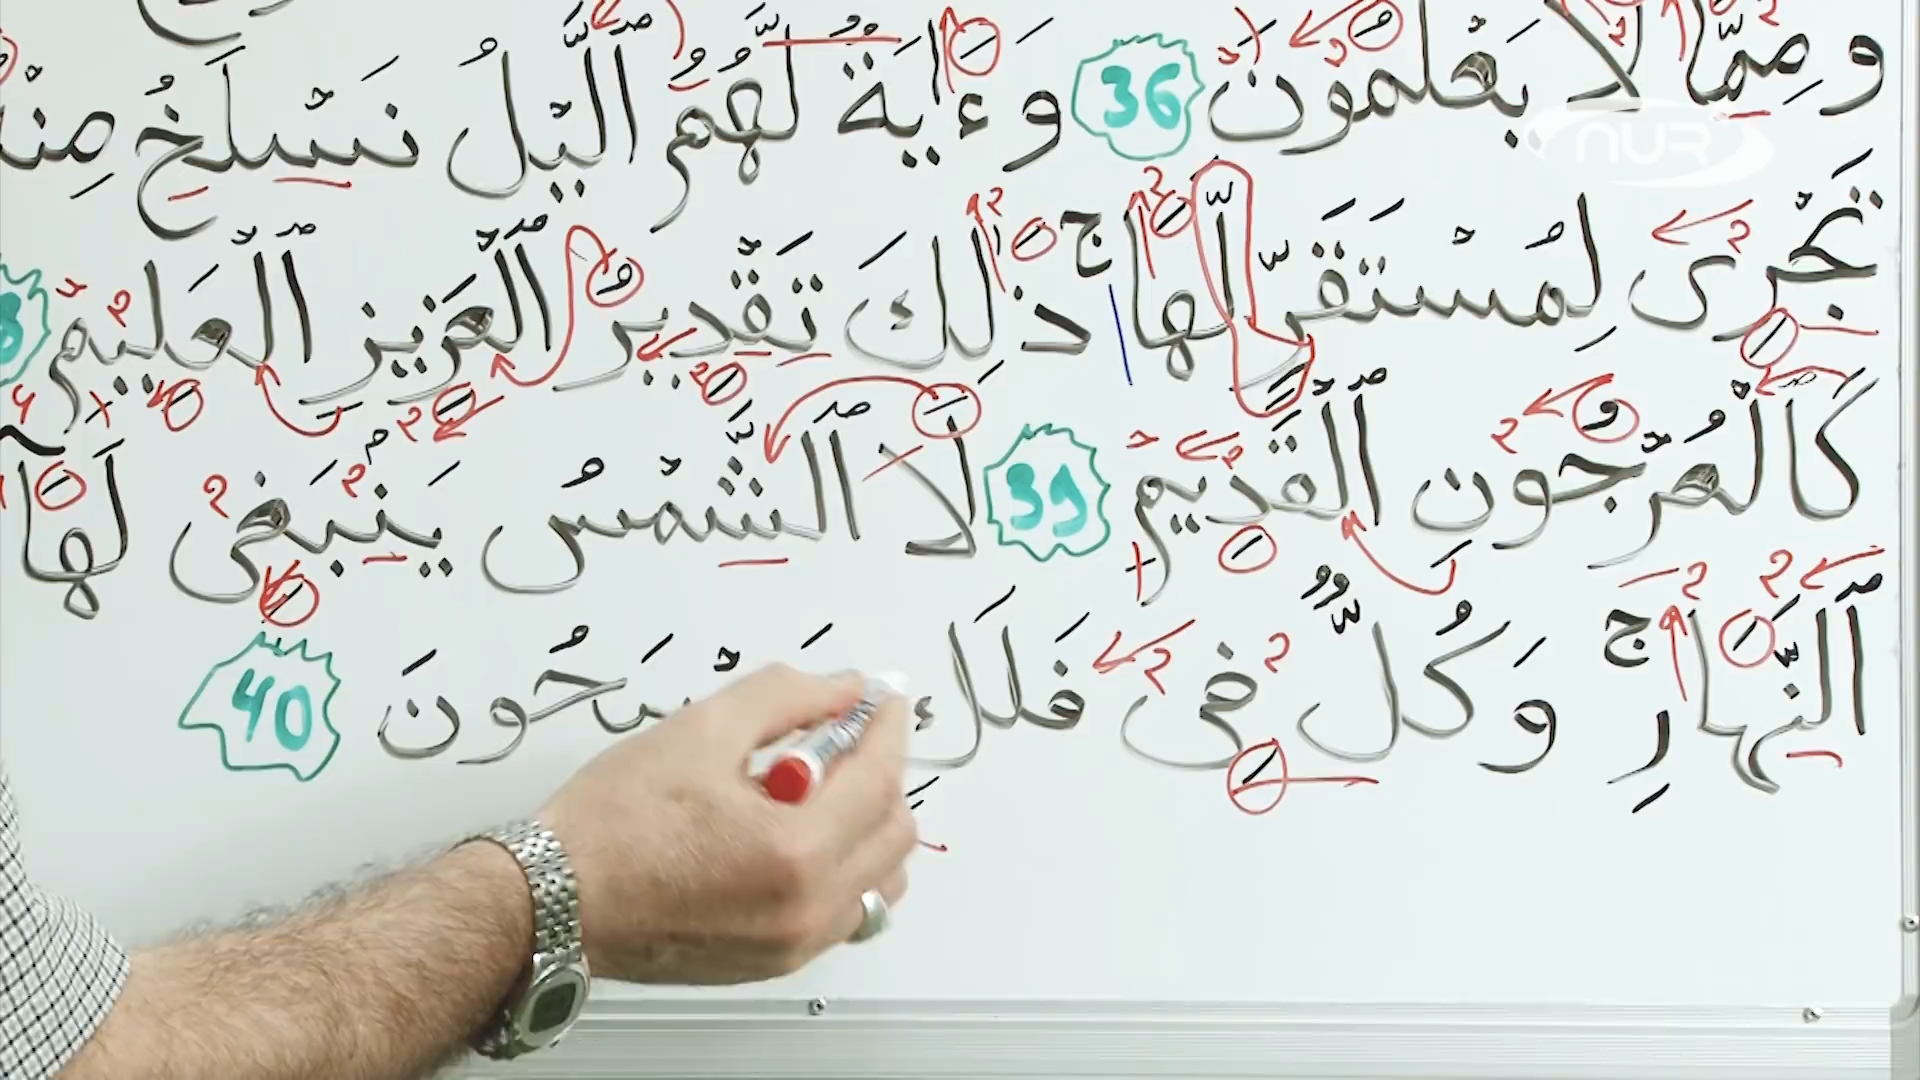 وَمِمَّا لَا يَعْلَمُونَ 36 وَءَايَةٌ لَّهُمُ ٱلَّيْلُ نَسْلَخُ مِنْهُ
تَجْرِى لِمُسْتَقَرٍّ لَّهَا ج ذَٰلِكَ تَقْدِيرُ ٱلْعَزِيزِ ٱلْعَلِيمِ
كَٱلْعُرْجُونِ ٱلْقَدِيمِ 39 لَا ٱلشَّمْسُ يَنۢبَغِى لَهَآ
ٱلنَّهَارِ ج وَكُلٌّ فِى فَلَكٍ 40
NUR